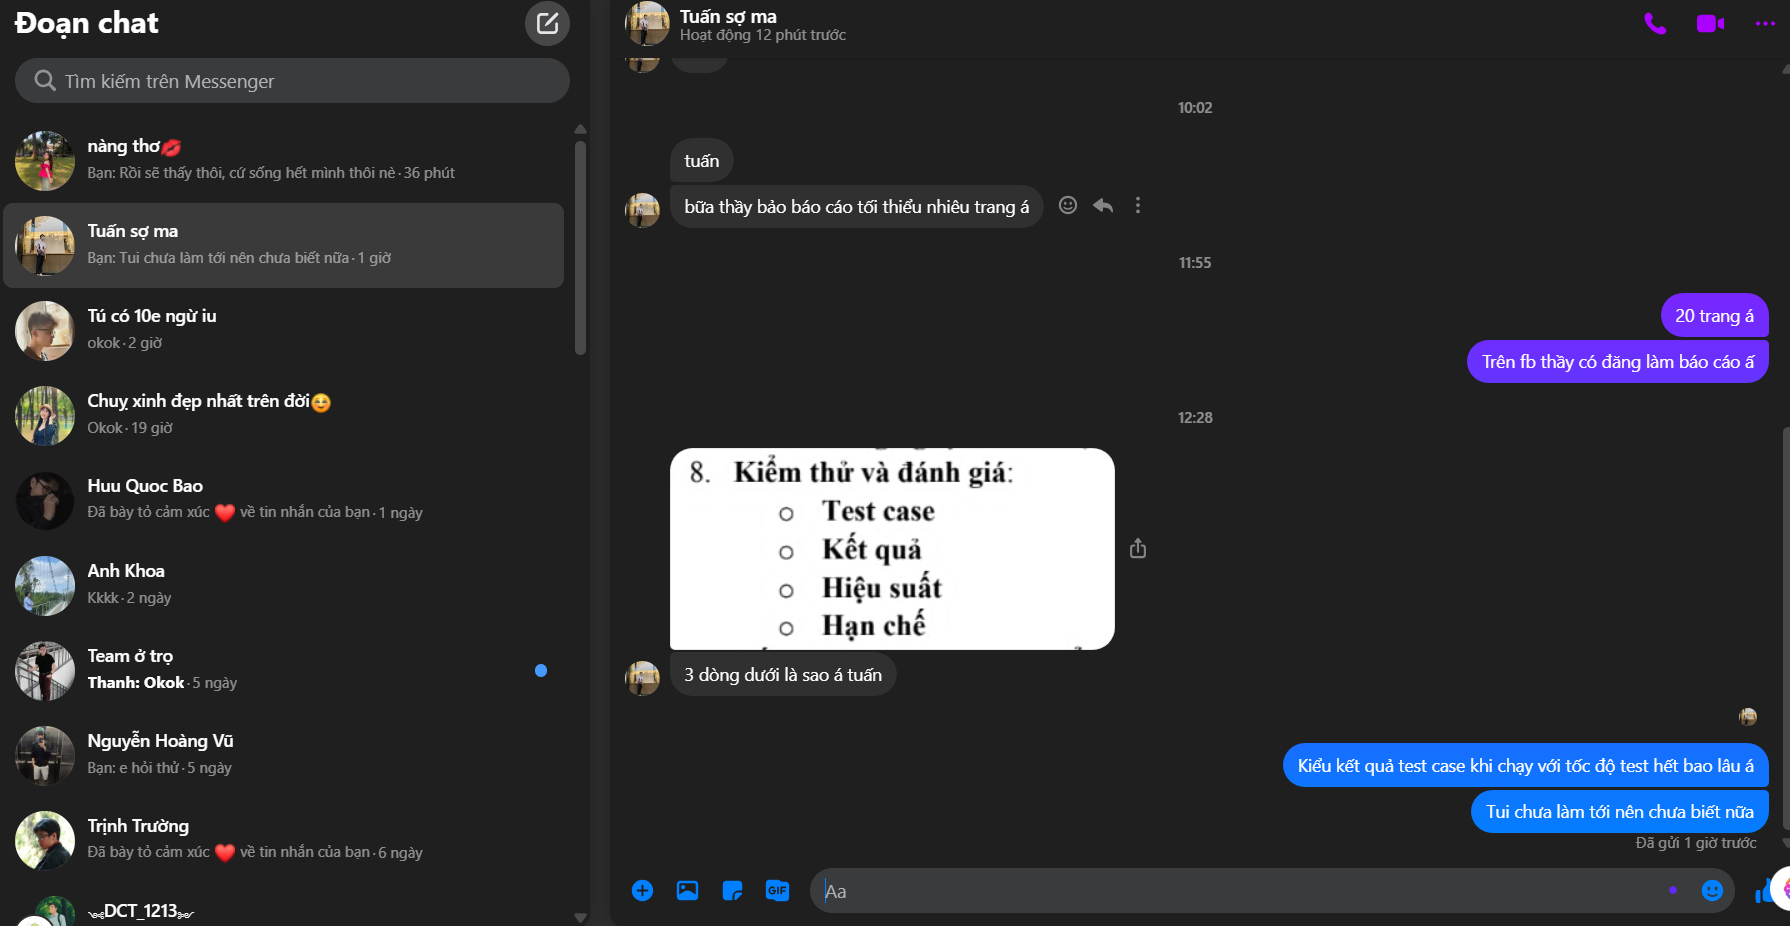 Đoạn chat
Tìm kiếm trên Messenger
nàng thơ💋
Bạn: Rồi sẽ thấy thôi, cứ sống hết mình thôi nè · 36 phút
Tuấn sợ ma
Bạn: Tui chưa làm tới nên chưa biết nữa · 1 giờ
Tú có 10e ngừ iu
okok · 2 giờ
Chuỵ xinh đẹp nhất trên đời☺️
Okok · 19 giờ
Huu Quoc Bao
Đã bày tỏ cảm xúc ❤️ về tin nhắn của bạn · 1 ngày
Anh Khoa
Kkkk · 2 ngày
Team ở trọ
Thanh: Okok · 5 ngày
Nguyễn Hoàng Vũ
Bạn: e hỏi thử · 5 ngày
Trịnh Trường
Đã bày tỏ cảm xúc ❤️ về tin nhắn của bạn · 6 ngày
DCT_1213
Tuấn sợ ma
Hoạt động 12 phút trước
10:02
tuấn
bữa thầy bảo báo cáo tối thiểu nhiêu trang á
11:55
20 trang á
Trên fb thầy có đăng làm báo cáo ấ
12:28
8. Kiểm thử và đánh giá:
o Test case
o Kết quả
o Hiệu suất
o Hạn chế
3 dòng dưới là sao á tuấn
Kiểu kết quả test case khi chạy với tốc độ test hết bao lâu á
Tui chưa làm tới nên chưa biết nữa
Đã gửi 1 giờ trước
GIF
Aa